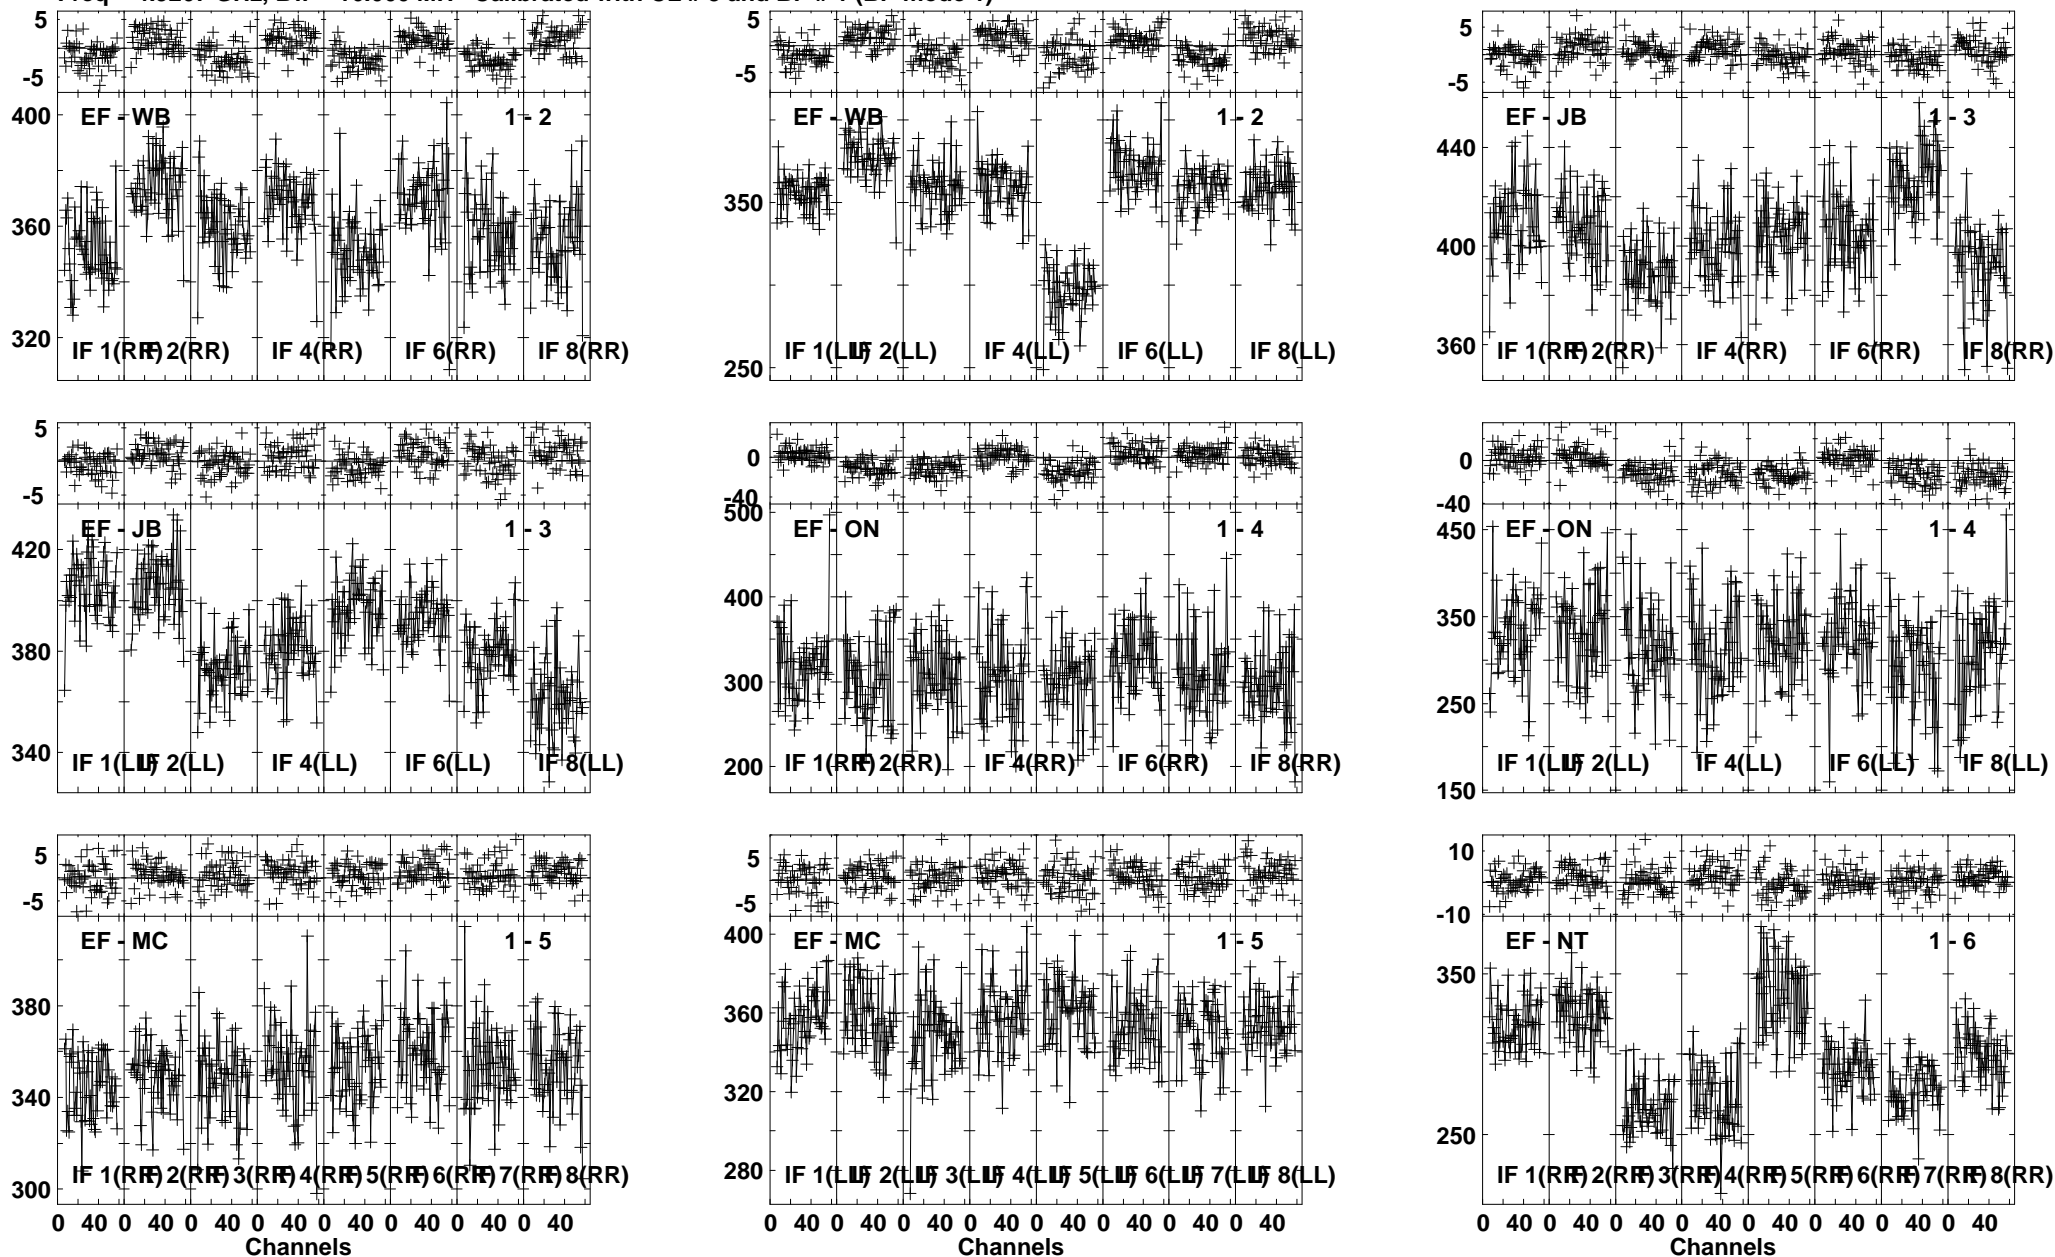 5
-5
400
360
320
EF - WB
1 - 2
IF 1(RR)
IF 2(RR)
IF 4(RR)
IF 6(RR)
IF 8(RR)
5
-5
350
250
EF - WB
1 - 2
IF 1(LL)
IF 2(LL)
IF 4(LL)
IF 6(LL)
IF 8(LL)
5
-5
440
400
360
EF - JB
1 - 3
IF 1(RR)
IF 2(RR)
IF 4(RR)
IF 6(RR)
IF 8(RR)
5
-5
420
380
340
EF - JB
1 - 3
IF 1(LL)
IF 2(LL)
IF 4(LL)
IF 6(LL)
IF 8(LL)
0
-40
500
400
300
200
EF - ON
1 - 4
IF 1(RR)
IF 2(RR)
IF 4(RR)
IF 6(RR)
IF 8(RR)
0
-40
450
350
250
150
EF - ON
1 - 4
IF 1(LL)
IF 2(LL)
IF 4(LL)
IF 6(LL)
IF 8(LL)
5
-5
380
340
300
EF - MC
1 - 5
IF 1(RR)
IF 2(RR)
IF 3(RR)
IF 4(RR)
IF 5(RR)
IF 6(RR)
IF 7(RR)
IF 8(RR)
0 40 0 40 0 40 0 40 0 40 0 40 0 40 0 40
Channels
5
-5
400
360
320
280
EF - MC
1 - 5
IF 1(LL)
IF 2(LL)
IF 3(LL)
IF 4(LL)
IF 5(LL)
IF 6(LL)
IF 7(LL)
IF 8(LL)
0 40 0 40 0 40 0 40 0 40 0 40 0 40 0 40
Channels
10
-10
350
250
EF - NT
1 - 6
IF 1(RR)
IF 2(RR)
IF 3(RR)
IF 4(RR)
IF 5(RR)
IF 6(RR)
IF 7(RR)
IF 8(RR)
0 40 0 40 0 40 0 40 0 40 0 40 0 40 0 40
Channels